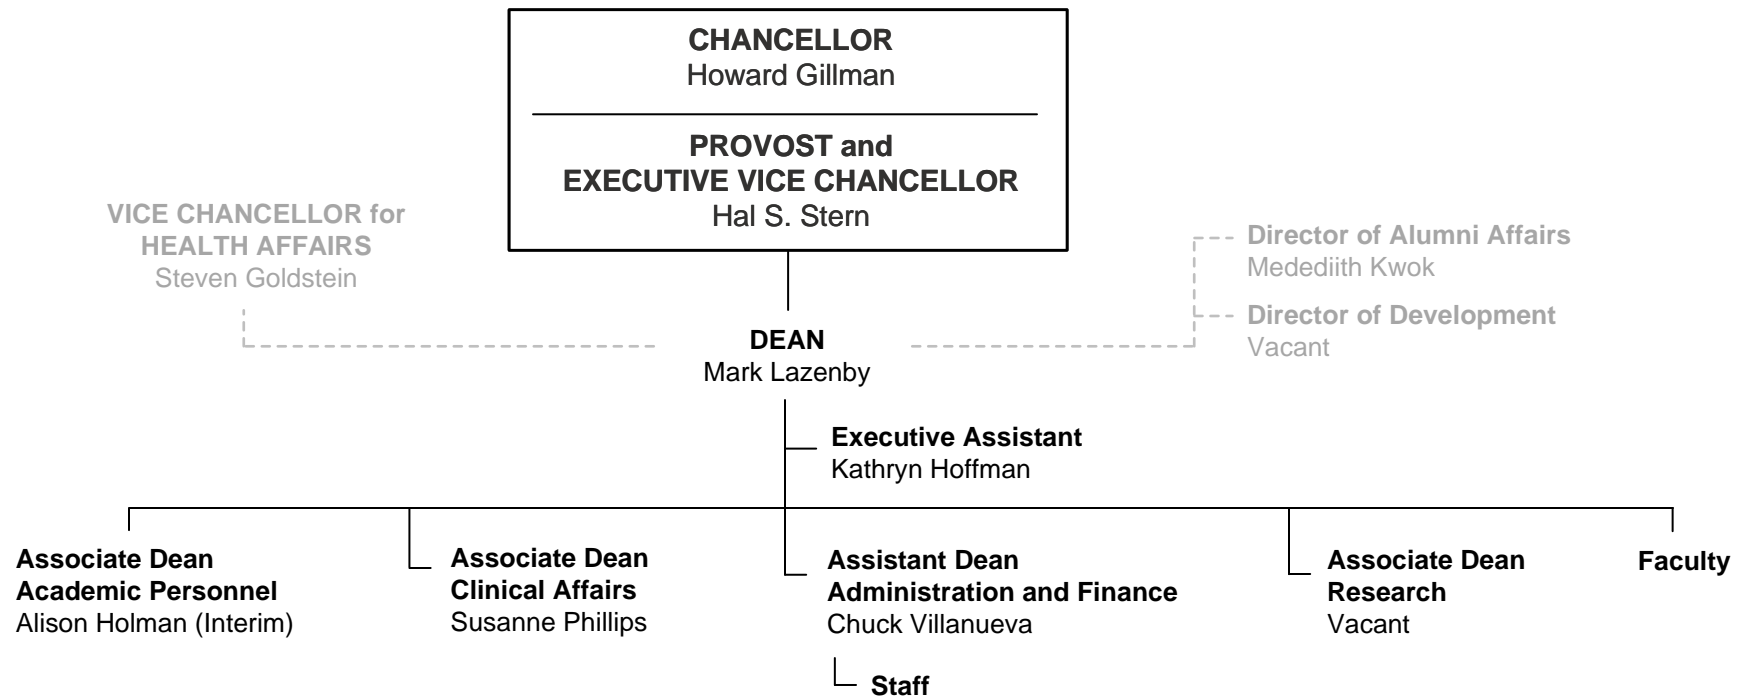 CHANCELLOR
Howard Gillman
PROVOST and
EXECUTIVE VICE CHANCELLOR
Hal S. Stern
VICE CHANCELLOR for
HEALTH AFFAIRS
Steven Goldstein
Director of Alumni Affairs
Medediith Kwok
Director of Development
Vacant
DEAN
Mark Lazenby
Executive Assistant
Kathryn Hoffman
Associate Dean
Academic Personnel
Alison Holman (Interim)
Associate Dean
Clinical Affairs
Susanne Phillips
Assistant Dean
Administration and Finance
Chuck Villanueva
Staff
Associate Dean
Research
Vacant
Faculty